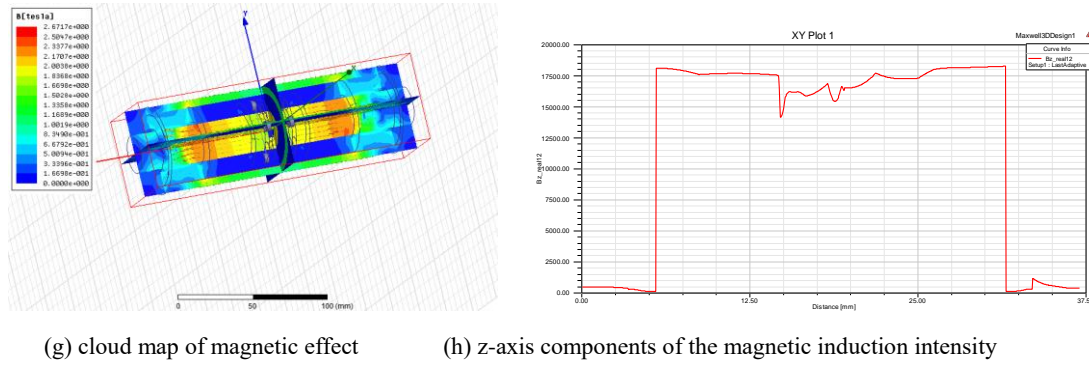 B[tesla]
2.6717e+000
2.5047e+000
2.3377e+000
2.1707e+000
2.0038e+000
1.8368e+000
1.6698e+000
1.5028e+000
1.3358e+000
1.1689e+000
1.0019e+000
8.3490e-001
6.6792e-001
5.0094e-001
3.3396e-001
1.6698e-001
0.0000e+000
Y
X
0 50 100 (mm)
XY Plot 1
Maxwell3DDesign1
Curve Info
Bz_real12
Setup1 : LastAdaptive
20000.00
17500.00
15000.00
12500.00
10000.00
7500.00
5000.00
2500.00
0.00
Bz_real12
0.00 12.50 25.00 37.5
Distance [mm]
(g) cloud map of magnetic effect (h) z-axis components of the magnetic induction intensity